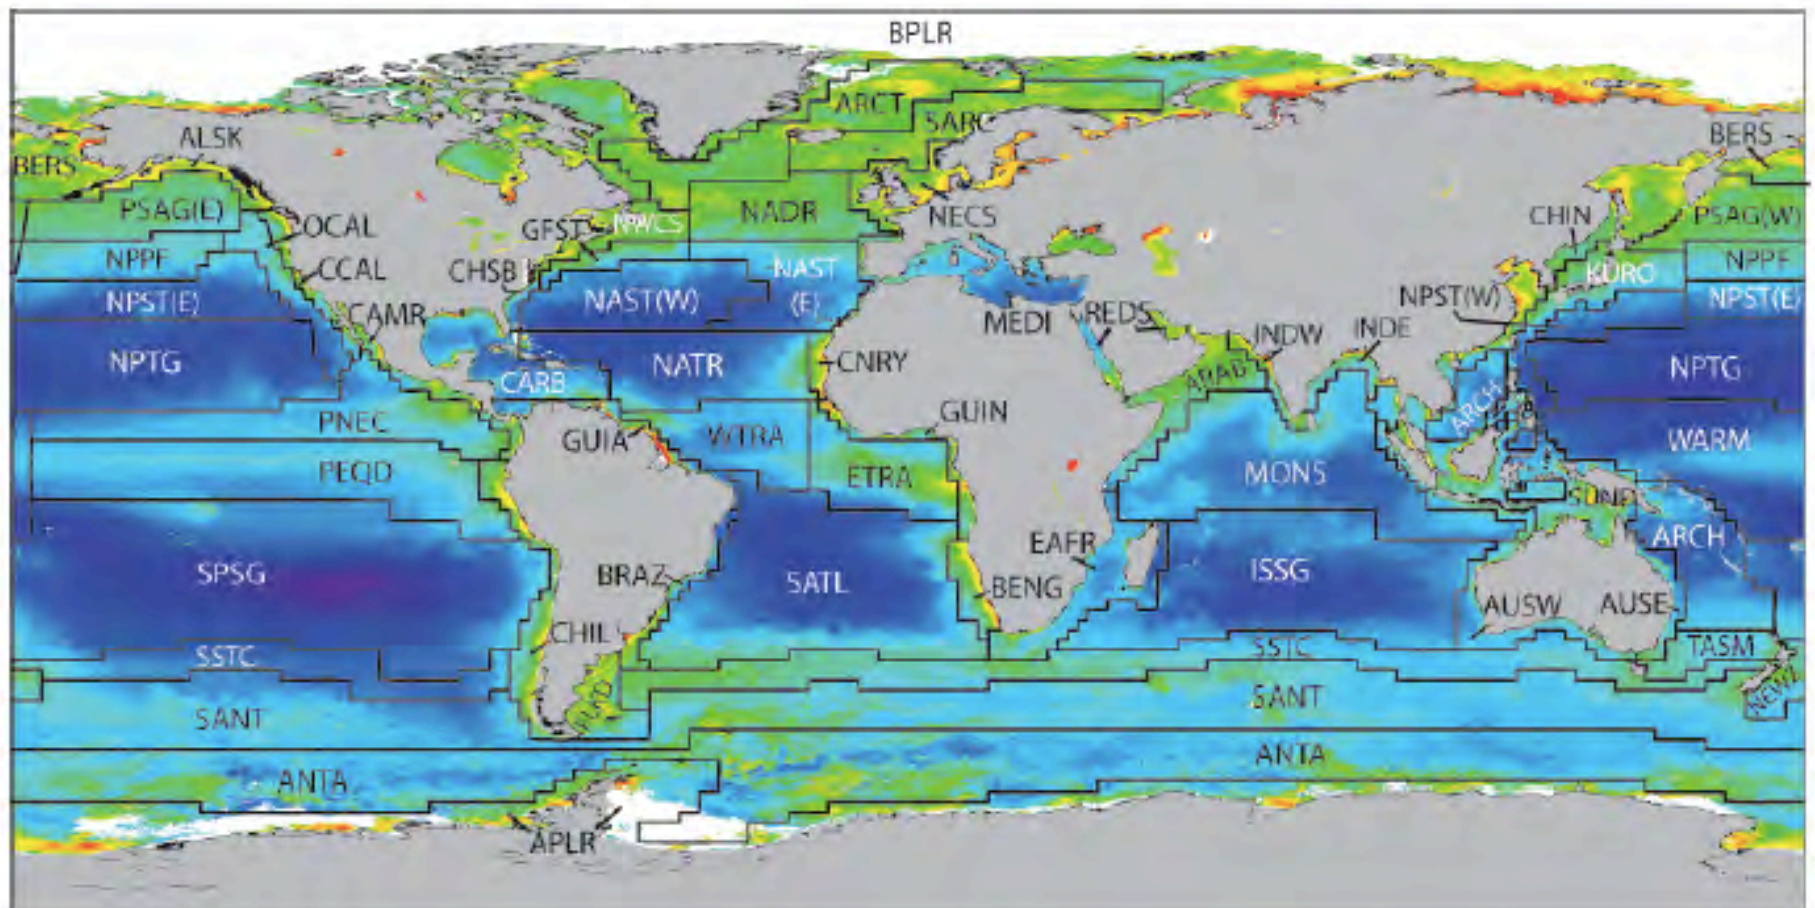 BPLR
ARCT
SARC
ALSK
BERS
BERS
PSAG(E)
OCAL
GFST
NWCS
NADR
NECS
CHIN
PSAG(W)
NPPF
CCAL
CHSB
NAST
(E)
KURO
NPPF
NPST(E)
CAMR
NAST(W)
MEDI
REDS
INDW
INDE
NPST(W)
NPST(E)
NPTG
CARB
NATR
CNRY
ARAB
ARCH
NPTG
PNEC
GUIA
WTRA
GUIN
WARM
PEQD
ETRA
MONS
SUND
SPSG
BRAZ
SATL
EAFR
BENG
ISSG
ARCH
AUSW
AUSE
CHIL
SSTC
SSTC
TASM
SANT
FLKD
SANT
NEWZ
ANTA
ANTA
APLR